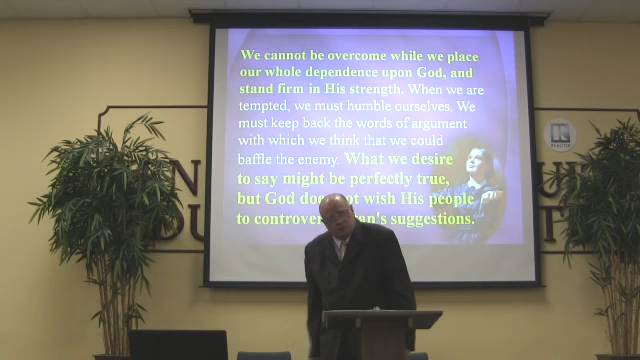 We cannot be overcome while we place
our whole dependence upon God, and
stand firm in His strength. When we are
tempted, we must humble ourselves. We
must keep back the words of argument
with which we think that we could
baffle the enemy. What we desire
to say might be perfectly true,
but God does not wish His people
to suggestions.
REALTOR